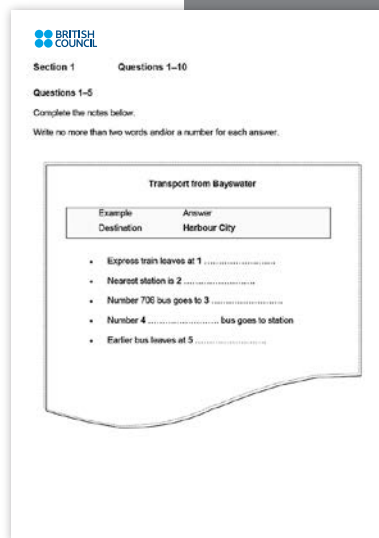 BRITISH
COUNCIL
Section 1 Questions 1–10
Questions 1–5
Complete the notes below.
Write no more than two words and/or a number for each answer.
Transport from Bayswater
Example Answer
Destination Harbour City
• Express train leaves at 1 ........................
• Nearest station is 2 ........................
• Number 706 bus goes to 3 ........................
• Number 4 ........................ bus goes to station
• Earlier bus leaves at 5 ........................